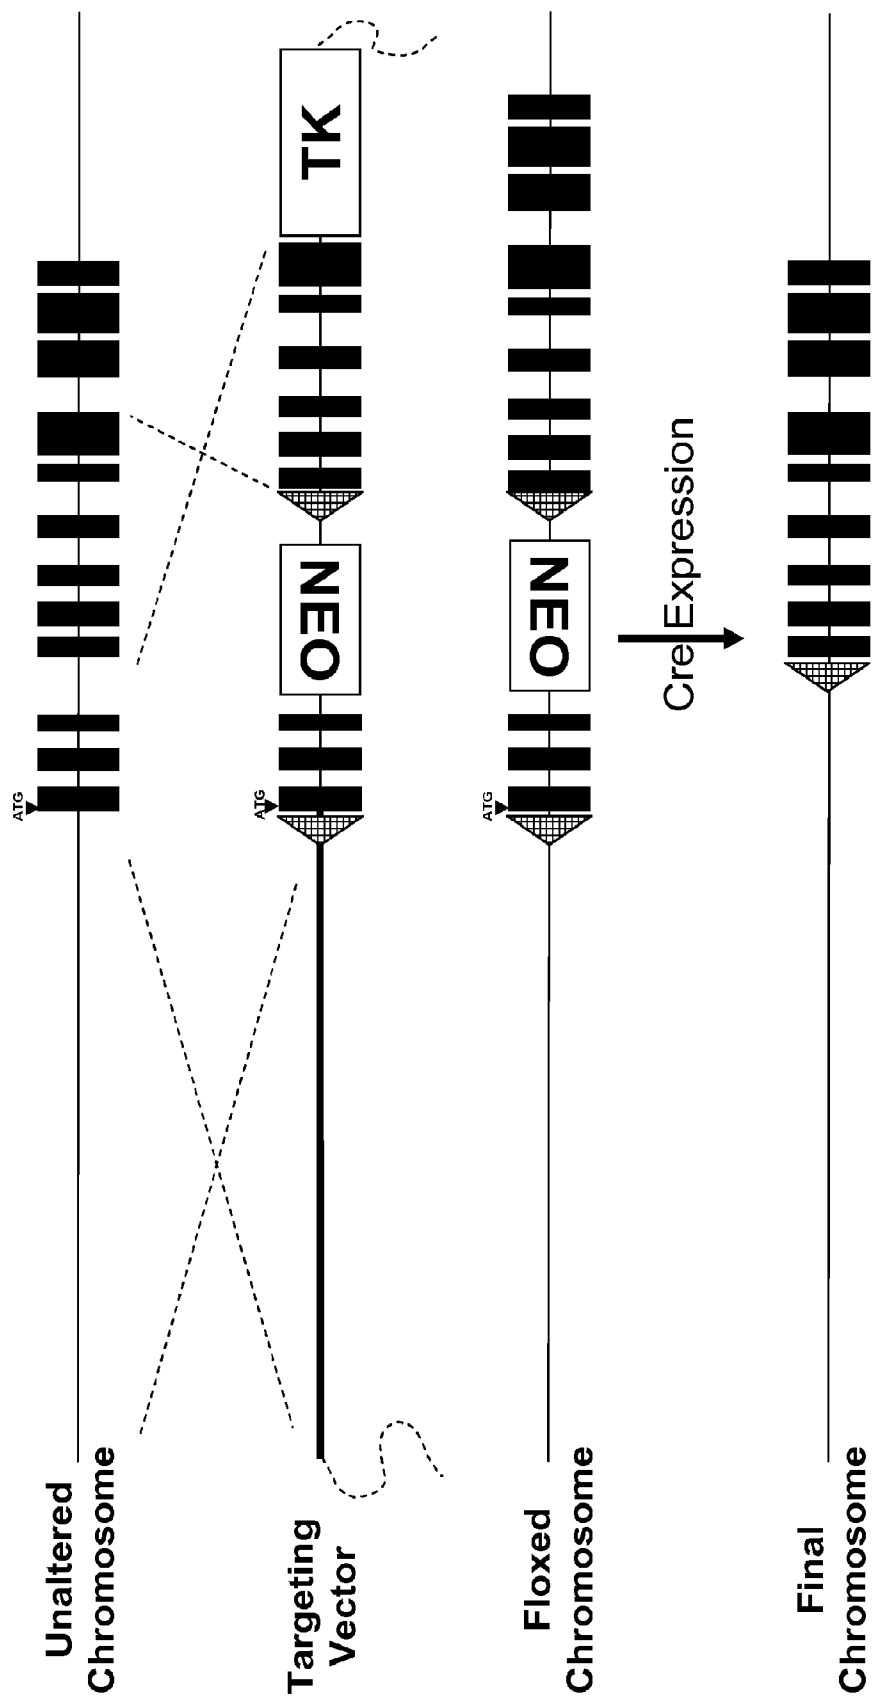 Unaltered
Chromosome
ATG
Targeting
Vector
ATG
NEO
TK
Floxed
Chromosome
ATG
NEO
Cre Expression
Final
Chromosome